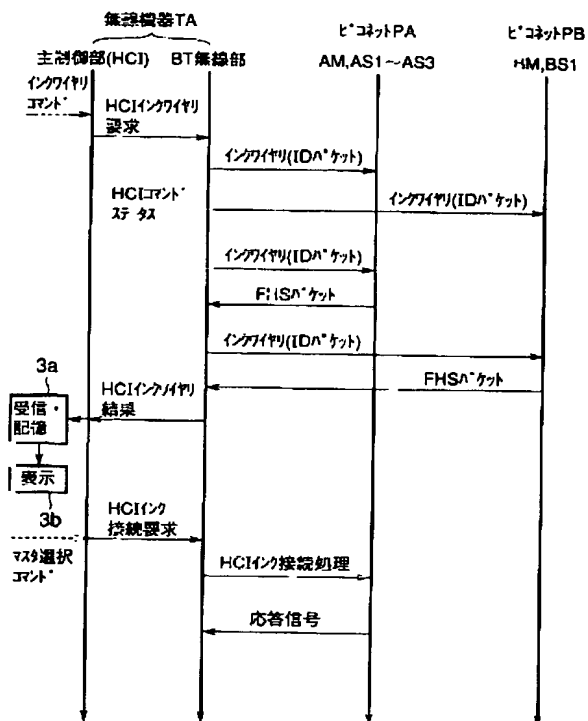 無線機器TA
ピコネットPA
ピコネットPB
主制御部(HCI)
BT無線部
AM,AS1～AS3
BM,BS1
インクワイヤリ
コマンド
HCIインクワイヤリ
要求
インクワイヤリ(IDパケット)
HCIコマンド
ステータス
インクワイヤリ(IDパケット)
インクワイヤリ(IDパケット)
FHSパケット
インクワイヤリ(IDパケット)
FHSパケット
3a
HCIインクワイヤリ
結果
受信・
記憶
表示
3b
HCIインク
接続要求
マスタ選択
コマンド
HCIインク接続処理
応答信号